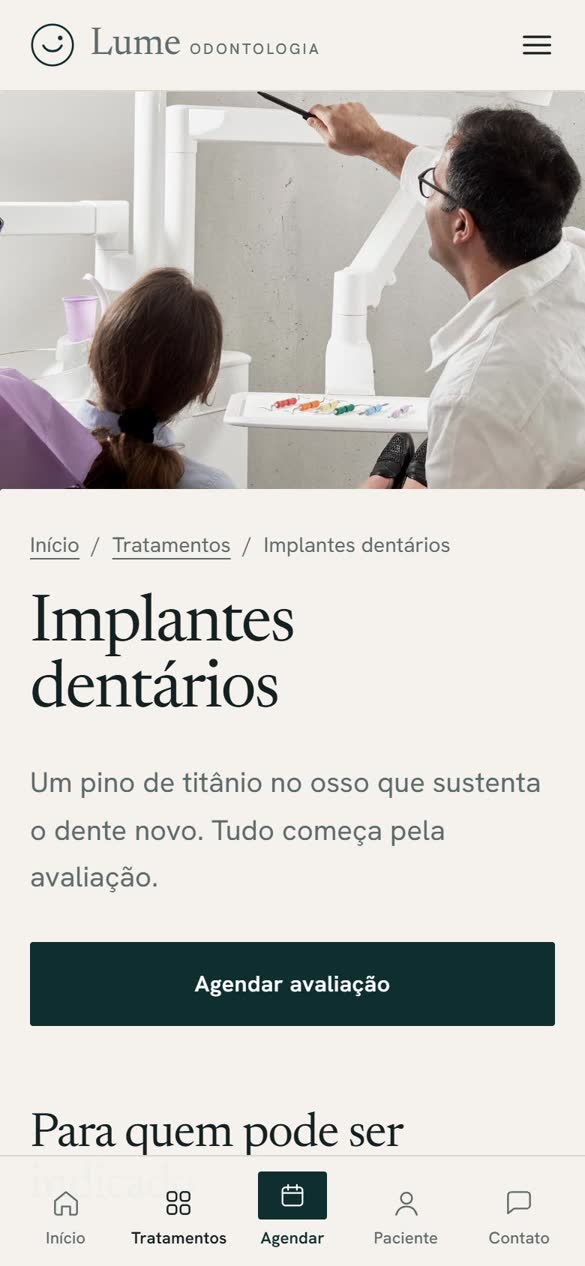 Lume ODONTOLOGIA
Início / Tratamentos / Implantes dentários
Implantes
dentários
Um pino de titânio no osso que sustenta
o dente novo. Tudo começa pela
avaliação.
Agendar avaliação
Para quem pode ser
indicado
Início Tratamentos Agendar Paciente Contato